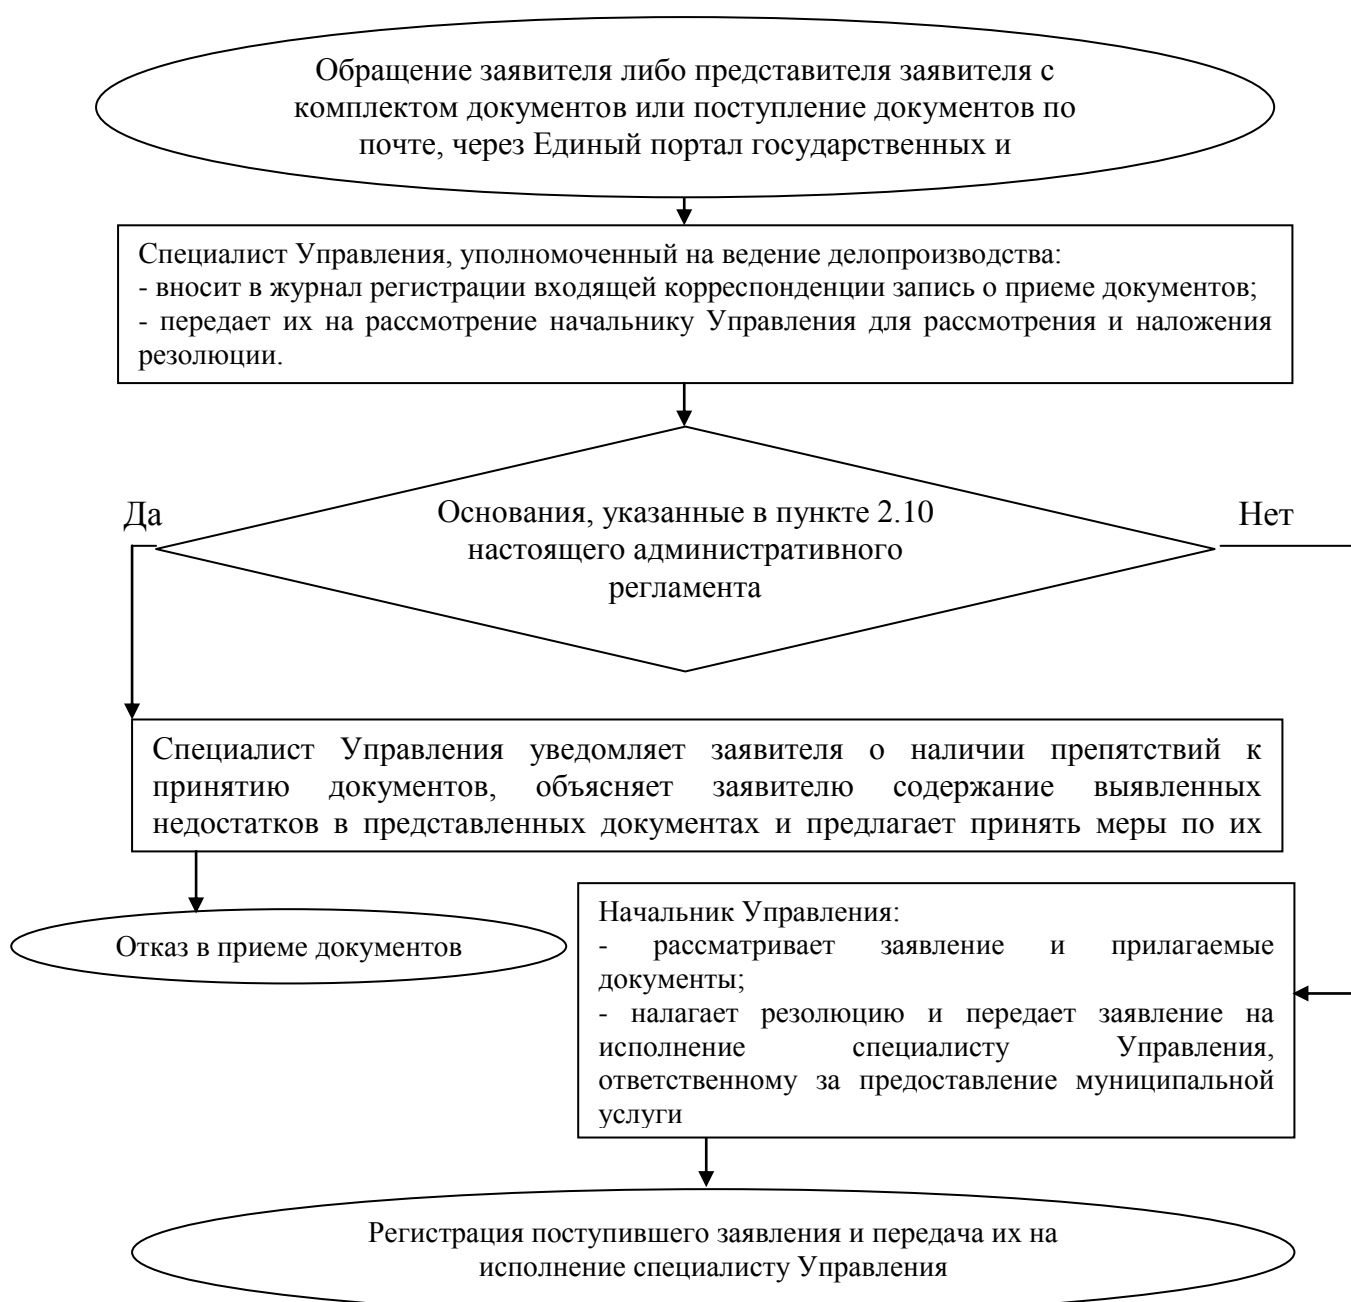 Обращение заявителя либо представителя заявителя с
комплектом документов или поступление документов по
почте, через Единый портал государственных и
Специалист Управления, уполномоченный на ведение делопроизводства:
- вносит в журнал регистрации входящей корреспонденции запись о приеме документов;
- передает их на рассмотрение начальнику Управления для рассмотрения и наложения
резолюции.
Да
Основания, указанные в пункте 2.10
настоящего административного
регламента
Нет
Специалист Управления уведомляет заявителя о наличии препятствий к
принятию документов, объясняет заявителю содержание выявленных
недостатков в представленных документах и предлагает принять меры по их
Отказ в приеме документов
Начальник Управления:
- рассматривает заявление и прилагаемые
документы;
- налагает резолюцию и передает заявление на
исполнение специалисту Управления,
ответственному за предоставление муниципальной
услуги
Регистрация поступившего заявления и передача их на
исполнение специалисту Управления